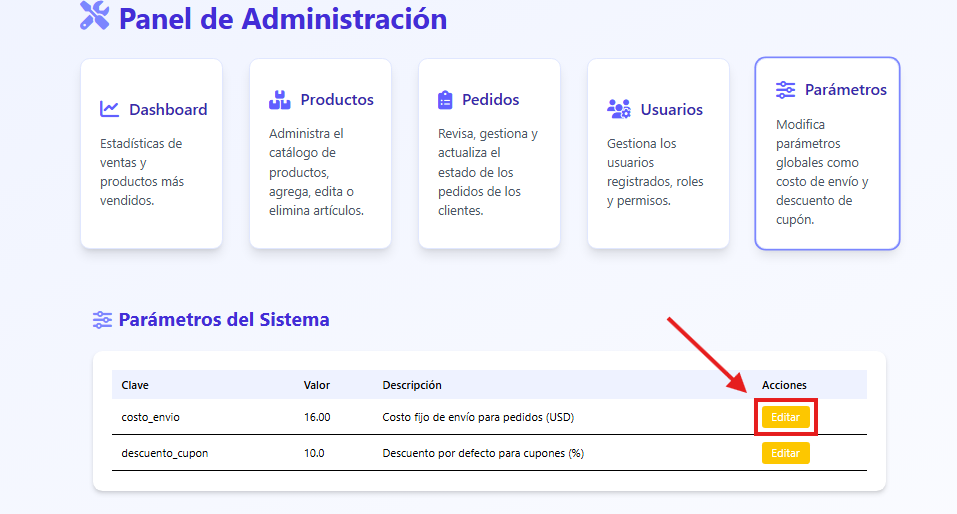 Panel de Administración
Dashboard
Estadísticas de
ventas y
productos más
vendidos.
Productos
Administra el
catálogo de
productos,
agrega, edita o
elimina artículos.
Pedidos
Revisa, gestiona y
actualiza el
estado de los
pedidos de los
clientes.
Usuarios
Gestiona los
usuarios
registrados, roles
y permisos.
Parámetros
Modifica
parámetros
globales como
costo de envío y
descuento de
cupón.
Parámetros del Sistema
Clave Valor Descripción Acciones
costo_envio 16.00 Costo fijo de envío para pedidos (USD) Editar
descuento_cupon 10.0 Descuento por defecto para cupones (%) Editar